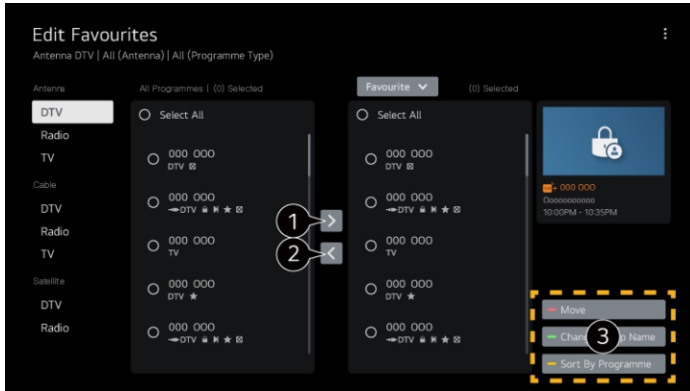 Edit Favourites
Antenna DTV | All (Antenna) | All (Programme Type)
Antenna
DTV
Radio
TV
Cable
DTV
Radio
TV
Satellite
DTV
Radio
All Programmes | (0) Selected
Select All
000 000
DTV
000 000
DTV
000 000
TV
000 000
DTV ★
000 000
DTV
1
2
Favourite
(0) Selected
Select All
000 000
DTV
000 000
DTV
000 000
TV
000 000
DTV ★
000 000
DTV
000 000
Ooooooooooo
10:00PM - 10:35PM
Move
3
Name
Sort By Programme